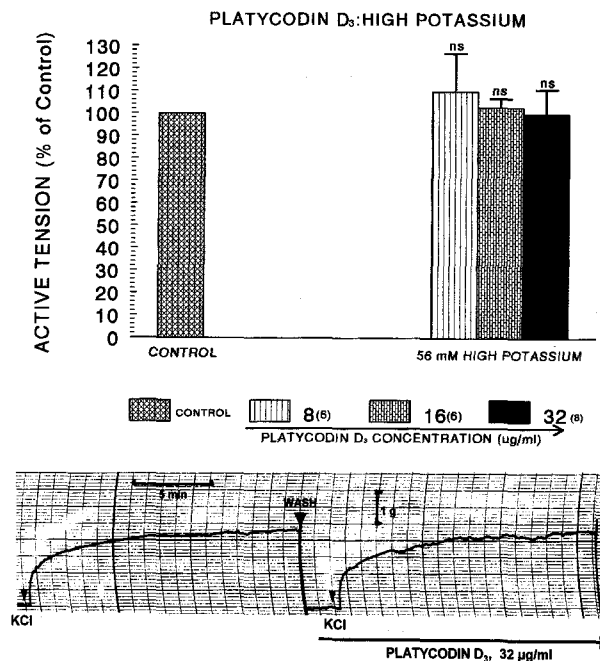 PLATYCODIN D₃:HIGH POTASSIUM
ACTIVE TENSION (% of Control)
130
120
110
100
90
80
70
60
50
40
30
20
10
0
ns
ns
ns
CONTROL
56 mM HIGH POTASSIUM
CONTROL 8(6) 16(6) 32(8)
PLATYCODIN D₃ CONCENTRATION (ug/ml)
5 min
WASH
1 g
KCl
KCl
PLATYCODIN D₃, 32 µg/ml